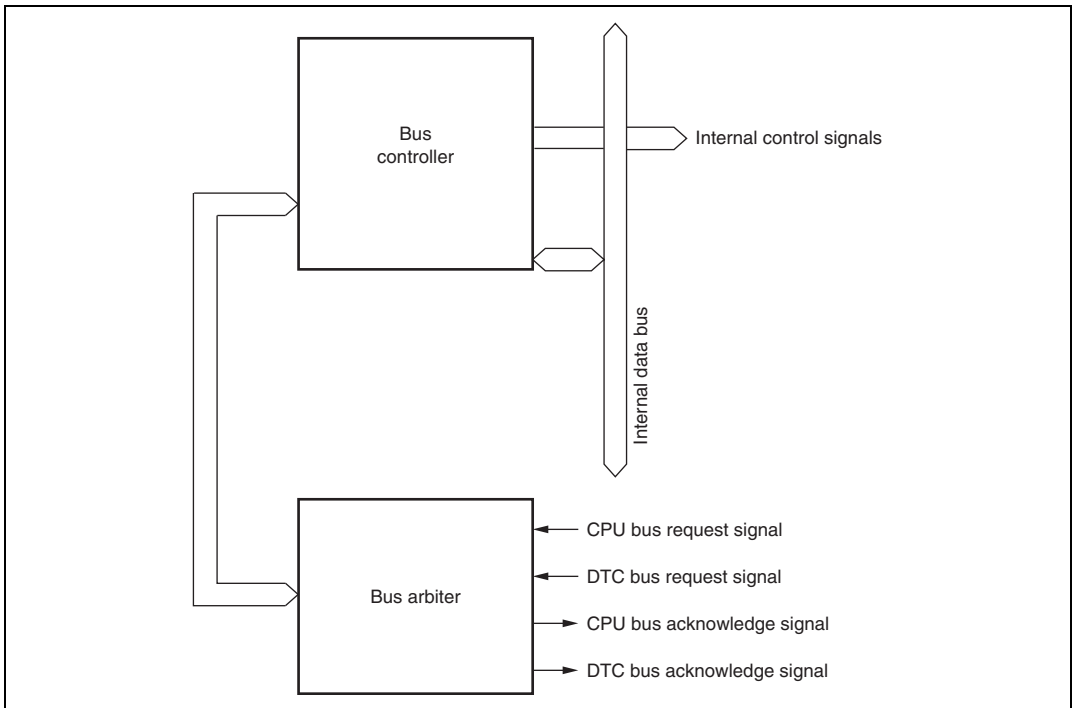 Bus
controller
Internal control signals
Internal data bus
Bus arbiter
CPU bus request signal
DTC bus request signal
CPU bus acknowledge signal
DTC bus acknowledge signal